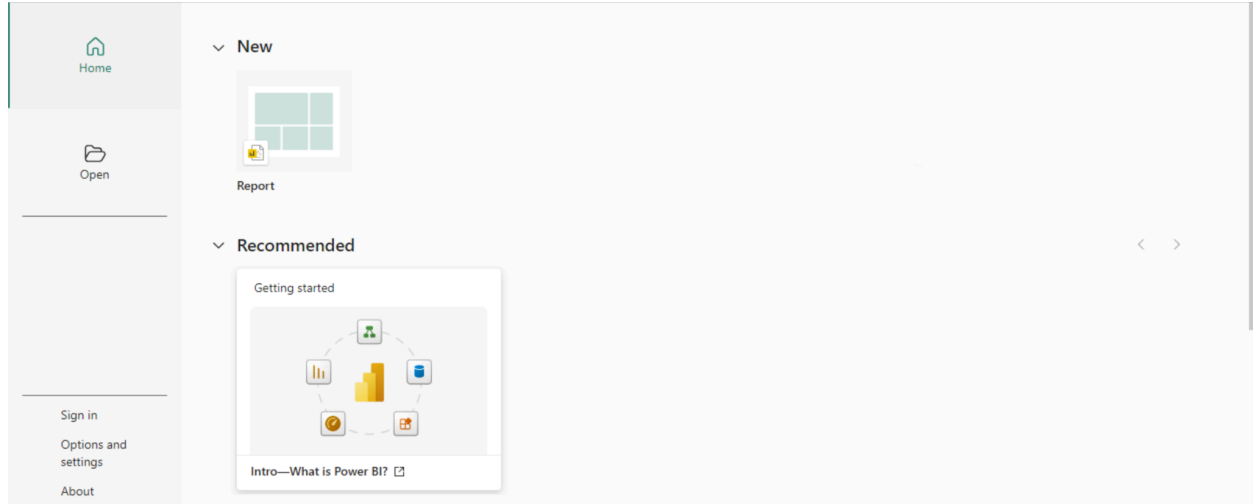 Home
Open
Sign in
Options and
settings
About
New
Report
Recommended
Getting started
Intro—What is Power BI?